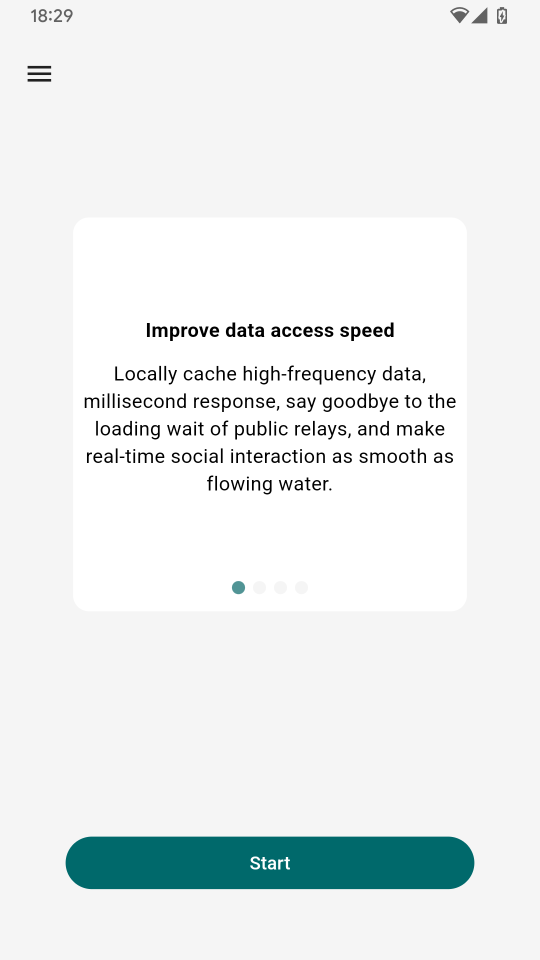 18:29
Improve data access speed
Locally cache high-frequency data,
millisecond response, say goodbye to the
loading wait of public relays, and make
real-time social interaction as smooth as
flowing water.
Start